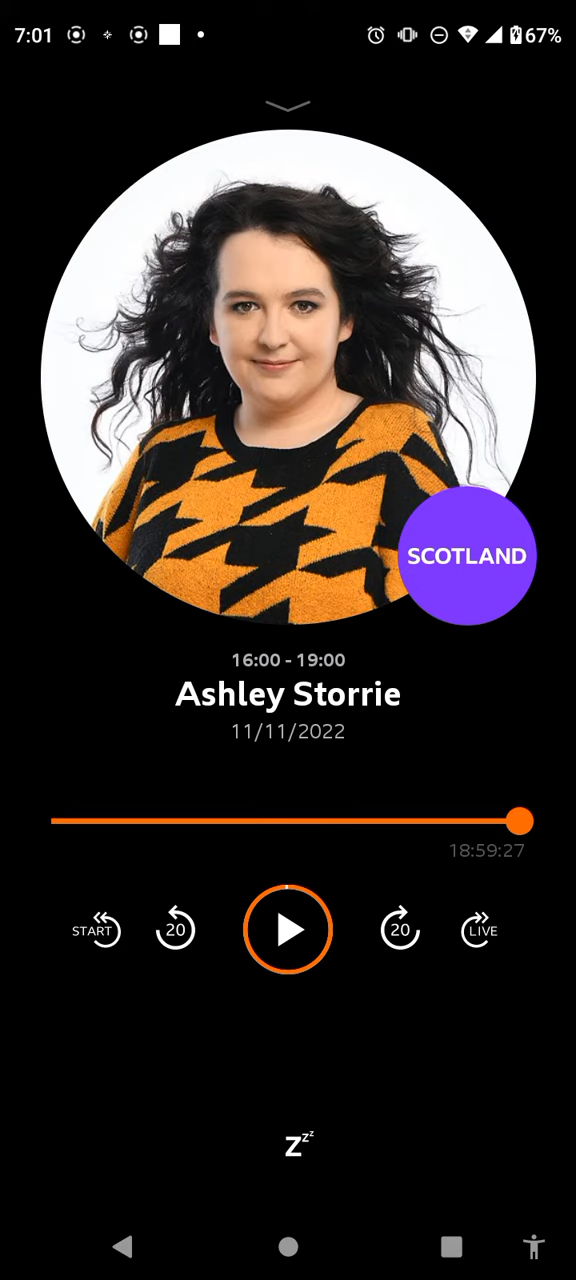 7:01
67%
SCOTLAND
16:00 - 19:00
Ashley Storrie
11/11/2022
18:59:27
START
20
20
LIVE
Zzz